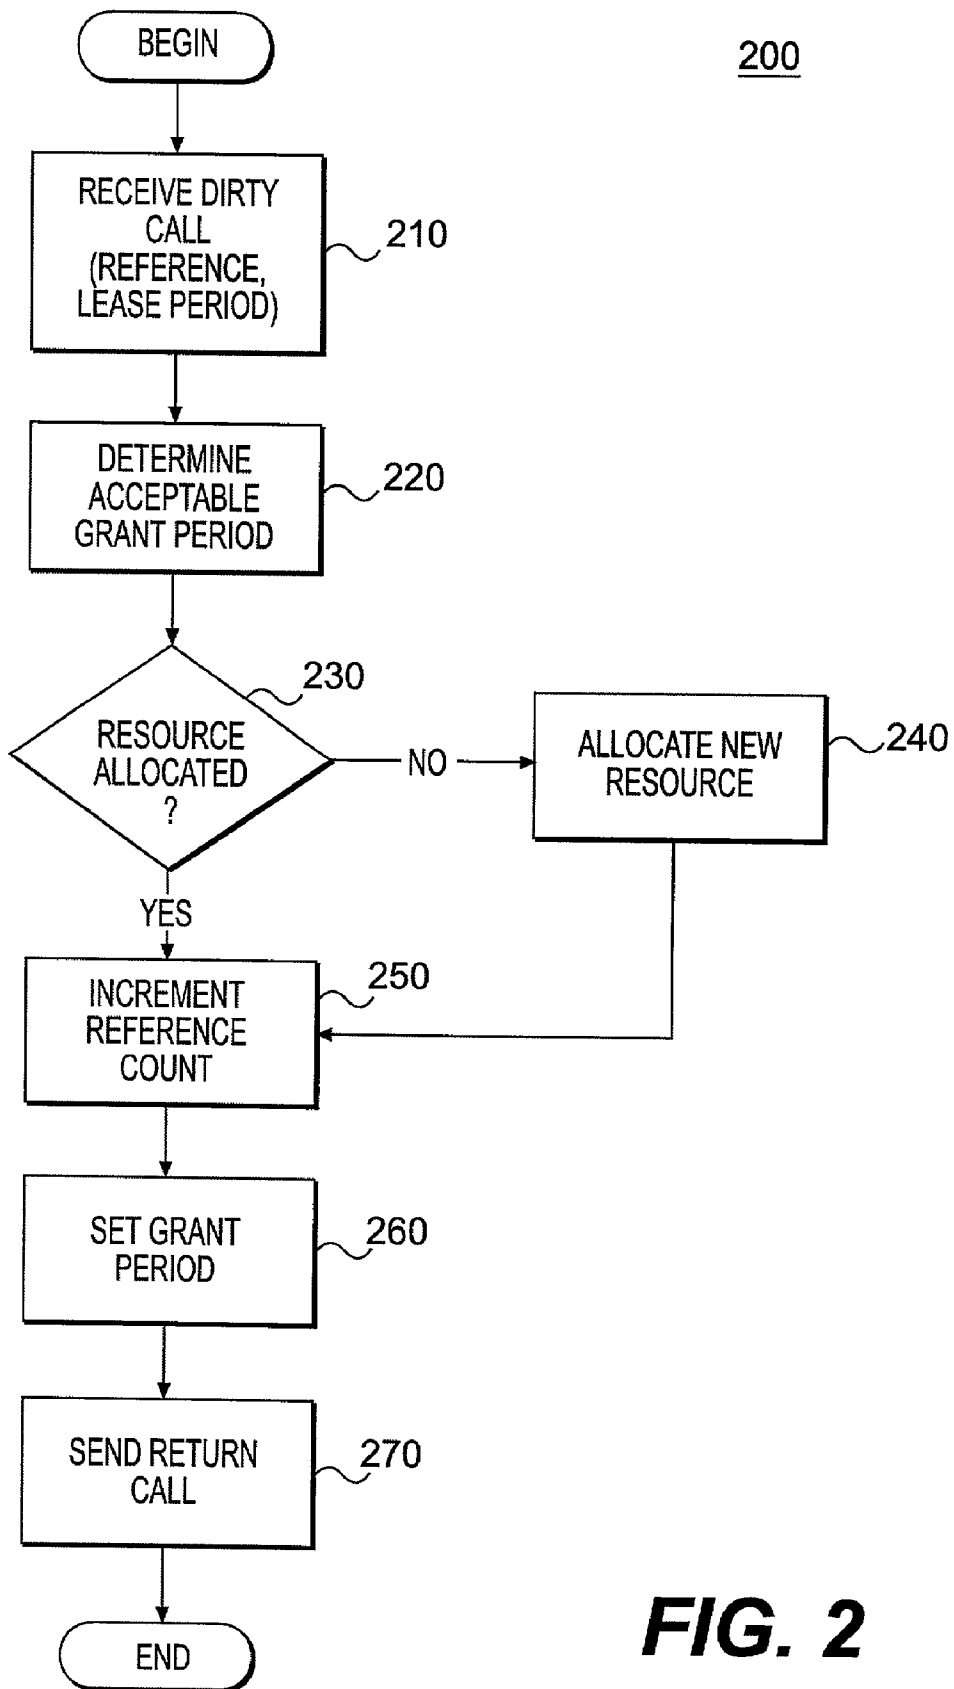 BEGIN
200
RECEIVE DIRTY
CALL
(REFERENCE,
LEASE PERIOD)
210
DETERMINE
ACCEPTABLE
GRANT PERIOD
220
RESOURCE
ALLOCATED
?
230
NO
ALLOCATE NEW
RESOURCE
240
YES
INCREMENT
REFERENCE
COUNT
250
SET GRANT
PERIOD
260
SEND RETURN
CALL
270
END
FIG. 2